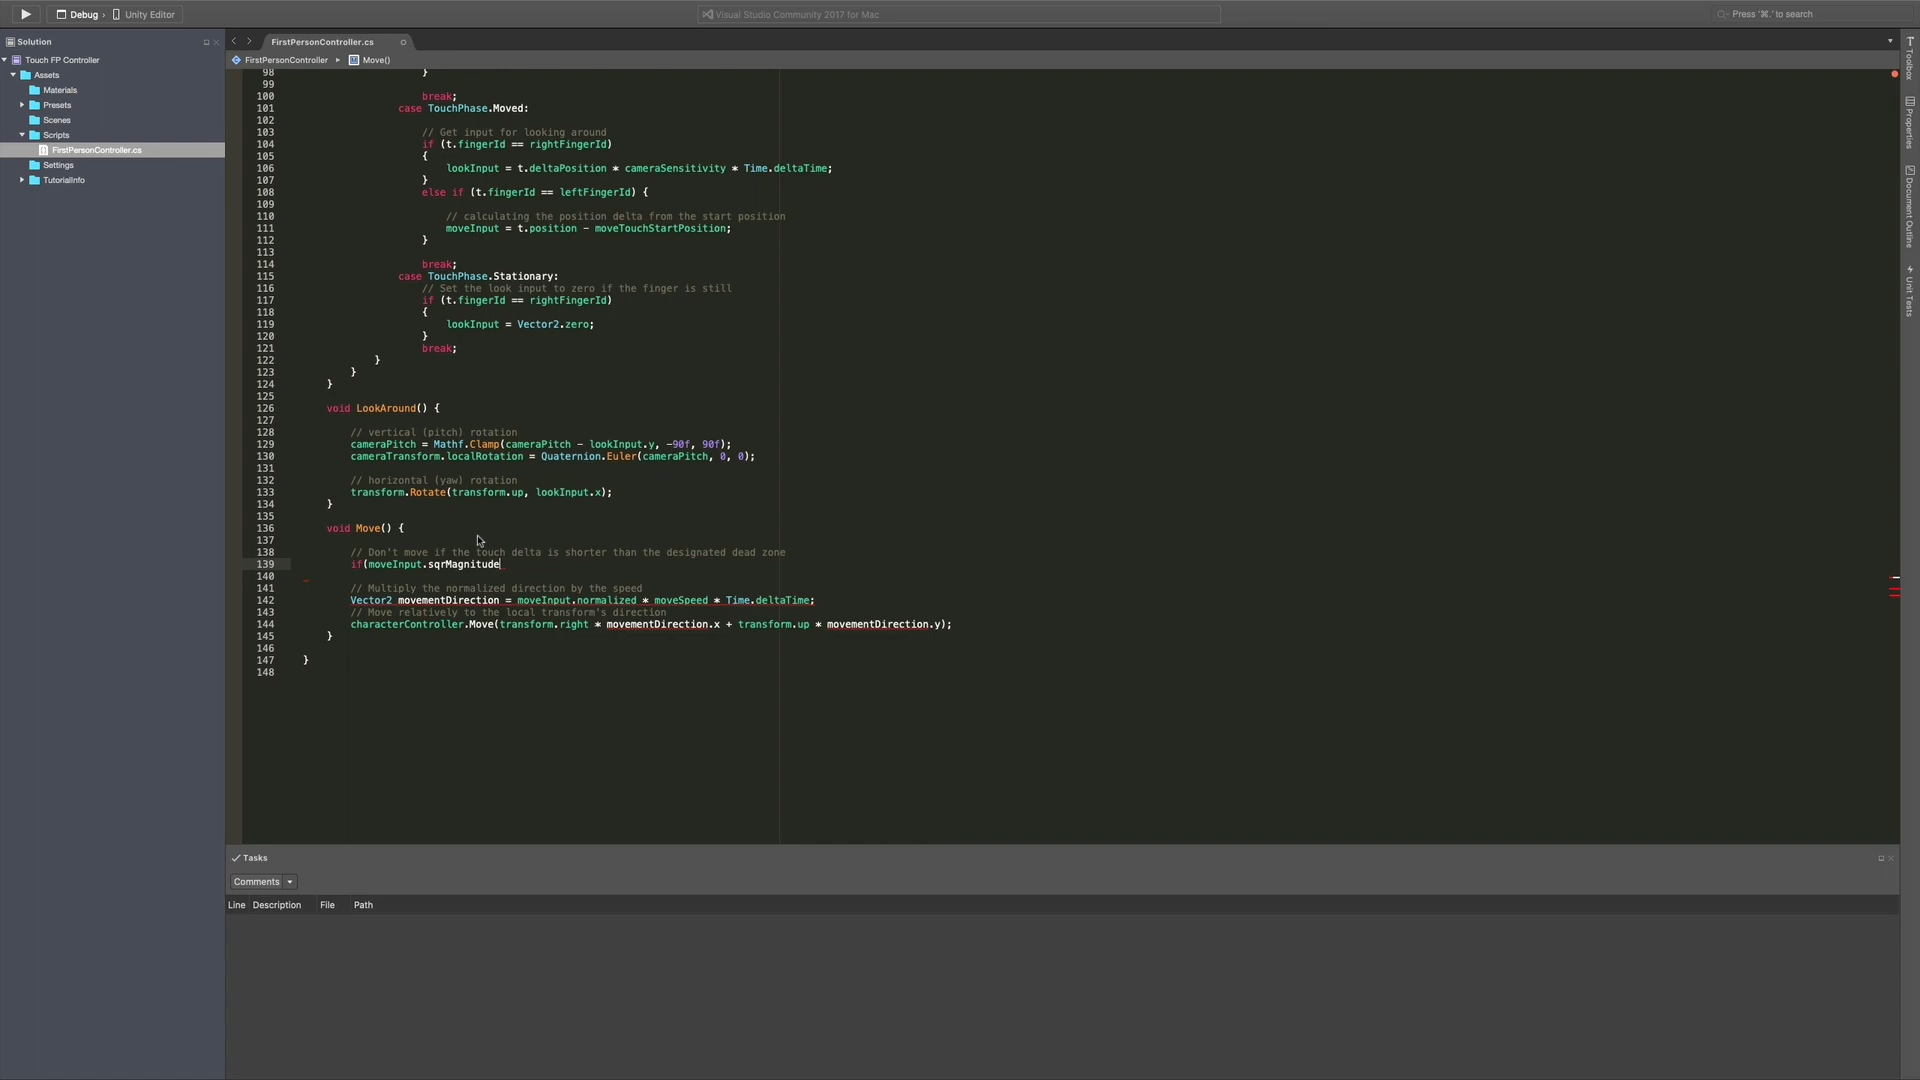 Debug › Unity Editor
Visual Studio Community 2017 for Mac
Press '⌘.' to search
Solution
FirstPersonController.cs
Touch FP Controller
FirstPersonController ▸ Move()
Assets
Materials
Presets
Scenes
Scripts
FirstPersonController.cs
Settings
TutorialInfo
98 }
99
100 break;
101 case TouchPhase.Moved:
102
103 // Get input for looking around
104 if (t.fingerId == rightFingerId)
105 {
106 lookInput = t.deltaPosition * cameraSensitivity * Time.deltaTime;
107 }
108 else if (t.fingerId == leftFingerId) {
109
110 // calculating the position delta from the start position
111 moveInput = t.position - moveTouchStartPosition;
112 }
113
114 break;
115 case TouchPhase.Stationary:
116 // Set the look input to zero if the finger is still
117 if (t.fingerId == rightFingerId)
118 {
119 lookInput = Vector2.zero;
120 }
121 break;
122 }
123 }
124 }
125
126 void LookAround() {
127
128 // vertical (pitch) rotation
129 cameraPitch = Mathf.Clamp(cameraPitch - lookInput.y, -90f, 90f);
130 cameraTransform.localRotation = Quaternion.Euler(cameraPitch, 0, 0);
131
132 // horizontal (yaw) rotation
133 transform.Rotate(transform.up, lookInput.x);
134 }
135
136 void Move() {
137
138 // Don't move if the touch delta is shorter than the designated dead zone
139 if(moveInput.sqrMagnitude
140
141 // Multiply the normalized direction by the speed
142 Vector2 movementDirection = moveInput.normalized * moveSpeed * Time.deltaTime;
143 // Move relatively to the local transform's direction
144 characterController.Move(transform.right * movementDirection.x + transform.up * movementDirection.y);
145 }
146
147 }
148
Toolbox
Properties
Document Outline
Unit Tests
Tasks
Comments
Line Description File Path